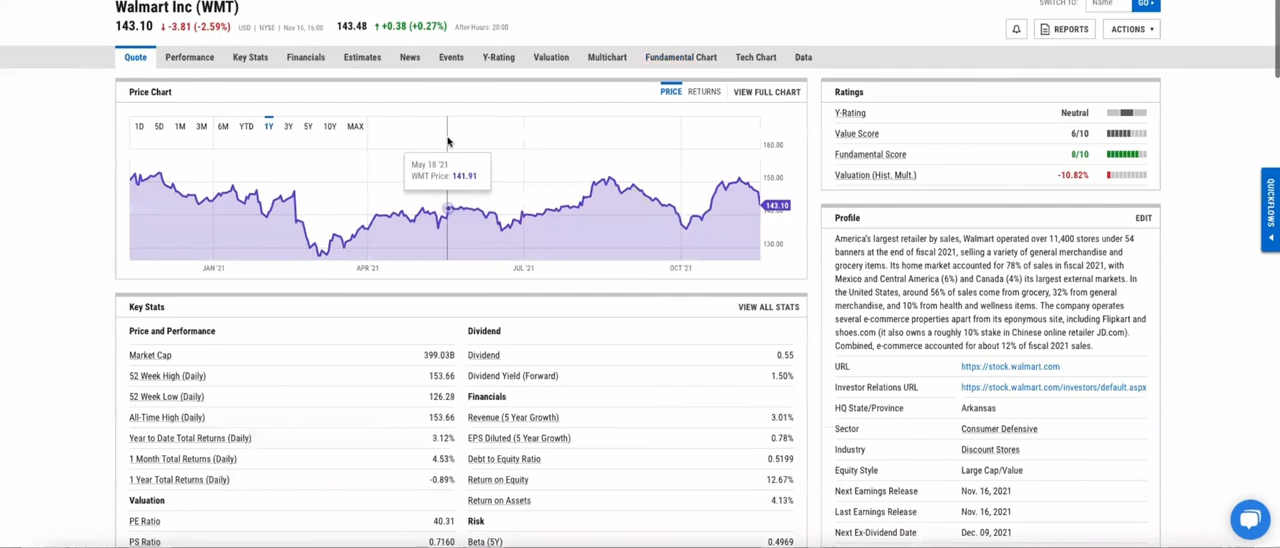 Walmart Inc (WMT)
SWITCH TO: Name GO ›
143.10 ↓ -3.81 (-2.59%) USD | NYSE | Nov 16, 16:00 143.48 ↑ +0.38 (+0.27%) After-Hours: 20:00
REPORTS ACTIONS
Quote Performance Key Stats Financials Estimates News Events Y-Rating Valuation Multichart Fundamental Chart Tech Chart Data
Price Chart PRICE RETURNS VIEW FULL CHART
1D 5D 1M 3M 6M YTD 1Y 3Y 5Y 10Y MAX
160.00
May 18 '21
WMT Price: 141.91
150.00
143.10
140.00
130.00
JAN '21 APR '21 JUL '21 OCT '21
Key Stats VIEW ALL STATS
Price and Performance
Market Cap 399.03B
52 Week High (Daily) 153.66
52 Week Low (Daily) 126.28
All-Time High (Daily) 153.66
Year to Date Total Returns (Daily) 3.12%
1 Month Total Returns (Daily) 4.53%
1 Year Total Returns (Daily) -0.89%
Valuation
PE Ratio 40.31
PS Ratio 0.7160
Dividend
Dividend 0.55
Dividend Yield (Forward) 1.50%
Financials
Revenue (5 Year Growth) 3.01%
EPS Diluted (5 Year Growth) 0.78%
Debt to Equity Ratio 0.5199
Return on Equity 12.67%
Return on Assets 4.13%
Risk
Beta (5Y) 0.4969
Ratings
Y-Rating Neutral
Value Score 6/10
Fundamental Score 8/10
Valuation (Hist. Mult.) -10.82%
Profile EDIT
America's largest retailer by sales, Walmart operated over 11,400 stores under 54
banners at the end of fiscal 2021, selling a variety of general merchandise and
grocery items. Its home market accounted for 78% of sales in fiscal 2021, with
Mexico and Central America (6%) and Canada (4%) its largest external markets. In
the United States, around 56% of sales come from grocery, 32% from general
merchandise, and 10% from health and wellness items. The company operates
several e-commerce properties apart from its eponymous site, including Flipkart and
shoes.com (it also owns a roughly 10% stake in Chinese online retailer JD.com).
Combined, e-commerce accounted for about 12% of fiscal 2021 sales.
URL https://stock.walmart.com
Investor Relations URL https://stock.walmart.com/investors/default.aspx
HQ State/Province Arkansas
Sector Consumer Defensive
Industry Discount Stores
Equity Style Large Cap/Value
Next Earnings Release Nov. 16, 2021
Last Earnings Release Nov. 16, 2021
Next Ex-Dividend Date Dec. 09, 2021
QUICKFLOWS